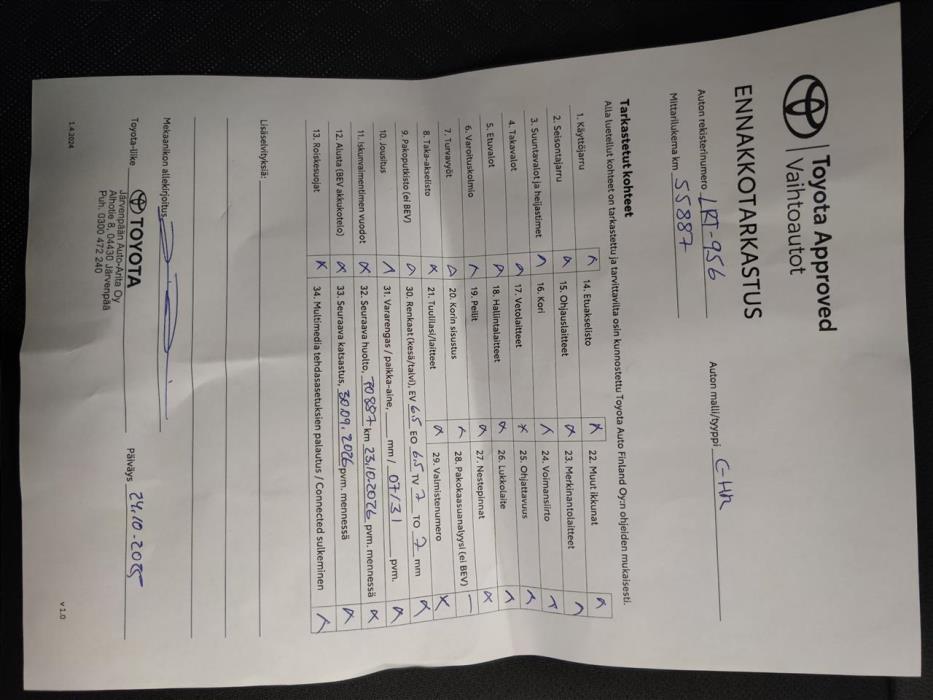 Toyota Approved
Vaihtoautot
ENNAKKOTARKASTUS
Auton rekisterinumero LRT-956 Auton malli/tyyppi C-HR
Mittarilukema km 55887
Tarkastetut kohteet
Alla luetellut kohteet on tarkastettu ja tarvittavilta osin kunnostettu Toyota Auto Finland Oy:n ohjeiden mukaisesti.
1. Käyttöjarru 14. Etuakselisto 22. Muut ikkunat
2. Seisontajarru 15. Ohjauslaitteet 23. Merkinantolaitteet
3. Suuntavalot ja heijastimet 16. Kori 24. Voimansiirto
4. Takavalot 17. Vetolaitteet 25. Ohjattavuus
5. Etuvalot 18. Hallintalaitteet 26. Lukkolaite
6. Varoituskolmio 19. Peilit 27. Nestepinnat
7. Turvavyöt 20. Korin sisustus 28. Pakokaasuanalyysi (ei BEV)
8. Taka-akselisto 21. Tuulilasi/laitteet 29. Valmistenumero
9. Pakoputkisto (ei BEV) 30. Renkaat (kesä/talvi), EV 6.5 EO 6.5 TV 7 TO 7 mm
10. Jousitus 31. Vararengas / paikka-aine, mm / 07/31 pvm.
11. Iskunvaimentimen vuodot 32. Seuraava huolto, 70887 km 23.10.2026 pvm. mennessä
12. Alusta (BEV akkukotelo) 33. Seuraava katsastus, 30.09.2026 pvm. mennessä
13. Roiskesuojat 34. Multimedia tehdasasetuksien palautus / Connected sulkeminen
Lisäselvityksiä:
Mekaanikon allekirjoitus
Toyota-liike TOYOTA Päiväys 24.10-2025
Järvenpään Auto-Arita Oy
Alhotie 8, 04430 Järvenpää
Puh. 0300 472 240
1.4.2024 v 1.0